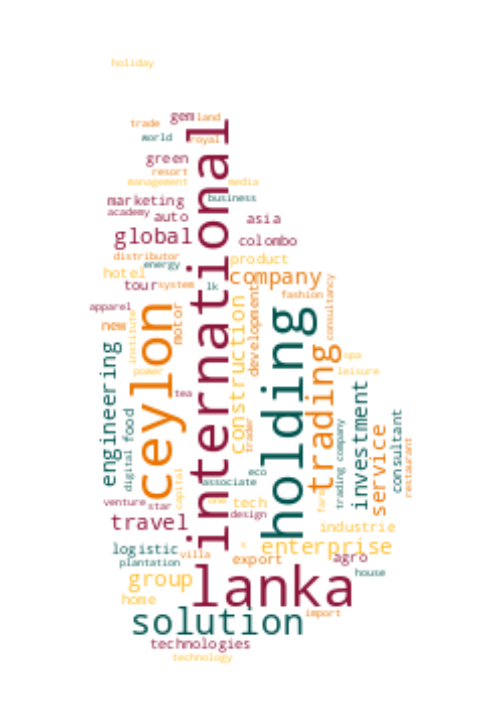 holiday
gem
land
trade
world
royal
green
resort
management
media
business
marketing
academy
auto
asia
global
colombo
distributor
energy
product
hotel
company
tour
system
lk
fashion
consultancy
apparel
new
motor
institute
international
ceylon
construction
development
holding
trading
engineering
power
spa
leisure
tea
investment
food
digital
trader
trading company
service
consultant
restaurant
capital
eco
associate
venture
star
tech
design
travel
industrie
logistic
villa
enterprise
export
agro
plantation
house
group
lanka
home
solution
import
technologies
technology